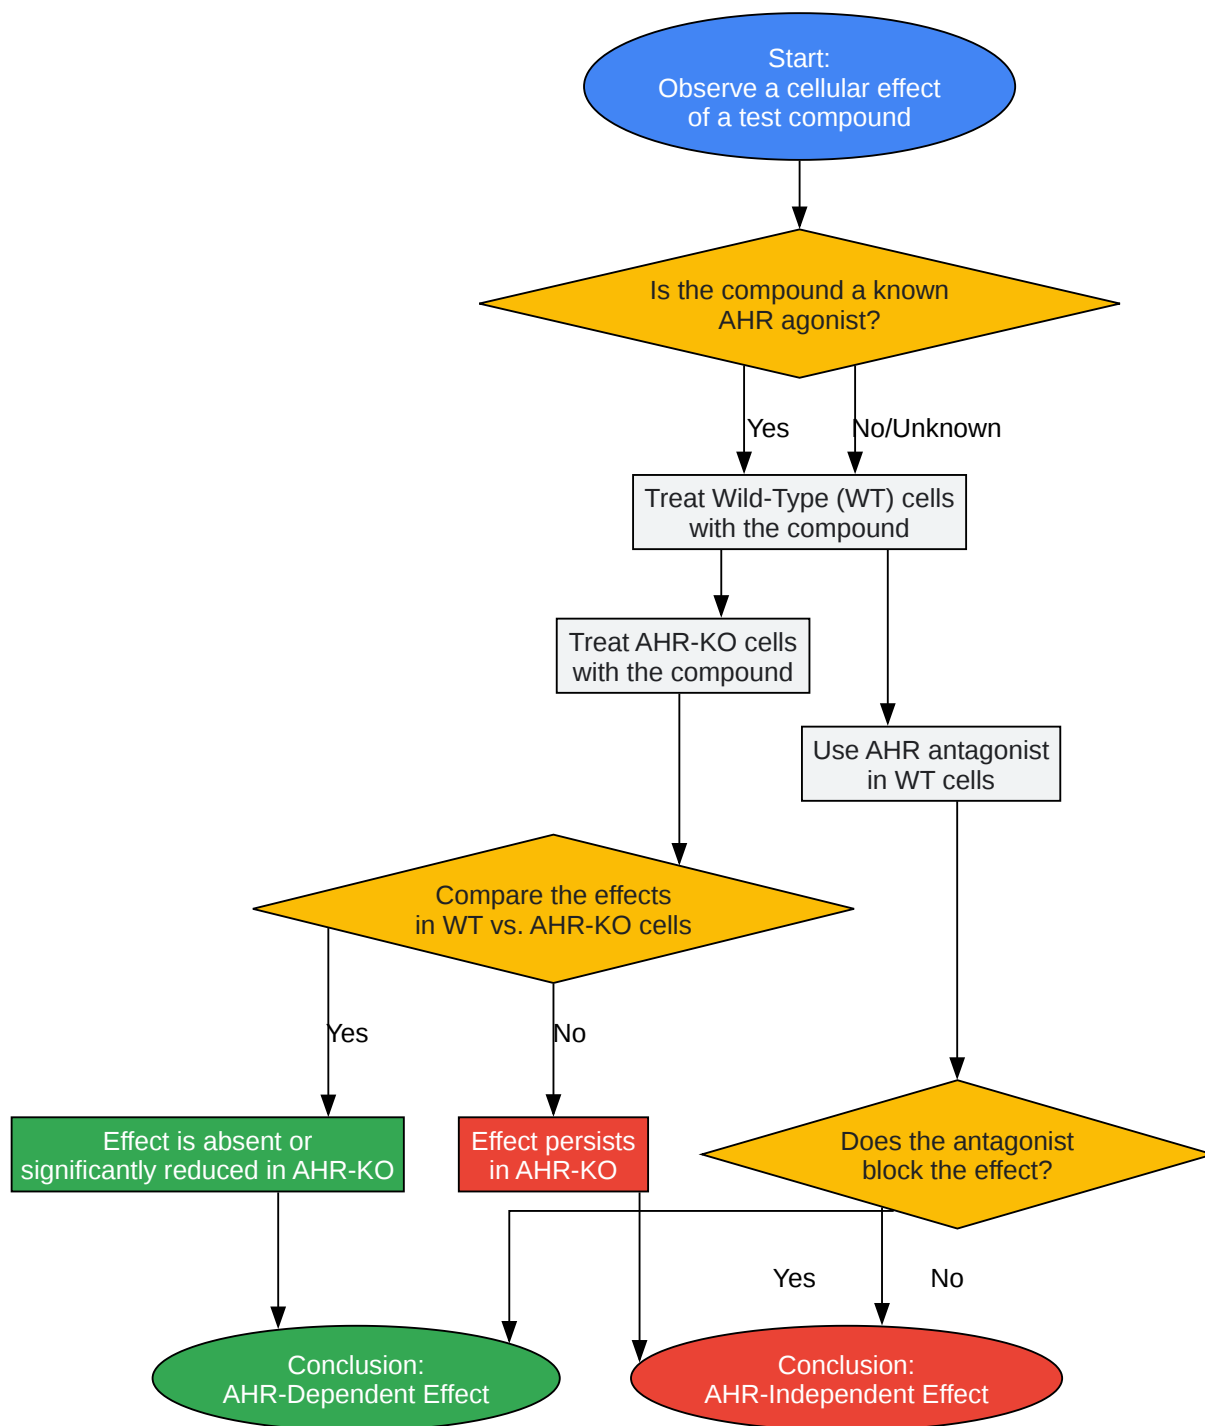 Start:
Observe a cellular effect
of a test compound
Is the compound a known
AHR agonist?
Yes
No/Unknown
Treat Wild-Type (WT) cells
with the compound
Treat AHR-KO cells
with the compound
Use AHR antagonist
in WT cells
Compare the effects
in WT vs. AHR-KO cells
Yes
No
Effect is absent or
significantly reduced in AHR-KO
Effect persists
in AHR-KO
Does the antagonist
block the effect?
Yes
No
Conclusion:
AHR-Dependent Effect
Conclusion:
AHR-Independent Effect